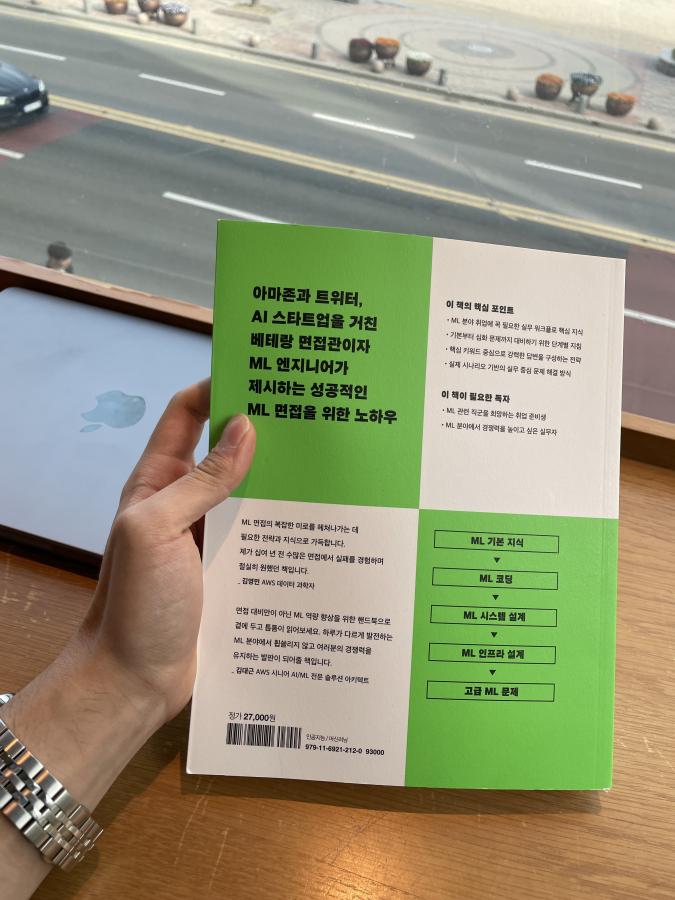 아마존과 트위터,
AI 스타트업을 거친
베테랑 면접관이자
ML 엔지니어가
제시하는 성공적인
ML 면접을 위한 노하우
이 책의 핵심 포인트
• ML 분야 취업에 꼭 필요한 실무 워크플로 핵심 지식
• 기본부터 심화 문제까지 대비하기 위한 단계별 지침
• 핵심 키워드 중심으로 강력한 답변을 구성하는 전략
• 실제 시나리오 기반의 실무 중심 문제 해결 방식
이 책이 필요한 독자
• ML 관련 직군을 희망하는 취업 준비생
• ML 분야에서 경쟁력을 높이고 싶은 실무자
ML 면접의 복잡한 미로를 헤쳐나가는 데
필요한 전략과 지식으로 가득합니다.
제가 십여 년 전 수많은 면접에서 실패를 경험하며
절실히 원했던 책입니다.
_ 김영민 AWS 데이터 과학자
면접 대비만이 아닌 ML 역량 향상을 위한 핸드북으로
곁에 두고 틈틈이 읽어보세요. 하루가 다르게 발전하는
ML 분야에서 휩쓸리지 않고 여러분의 경쟁력을
유지하는 발판이 되어줄 책입니다.
_ 김대근 AWS 시니어 AI/ML 전문 솔루션 아키텍트
ML 기본 지식
ML 코딩
ML 시스템 설계
ML 인프라 설계
고급 ML 문제
정가 27,000원
인공지능 / 머신러닝
979-11-6921-212-0 93000